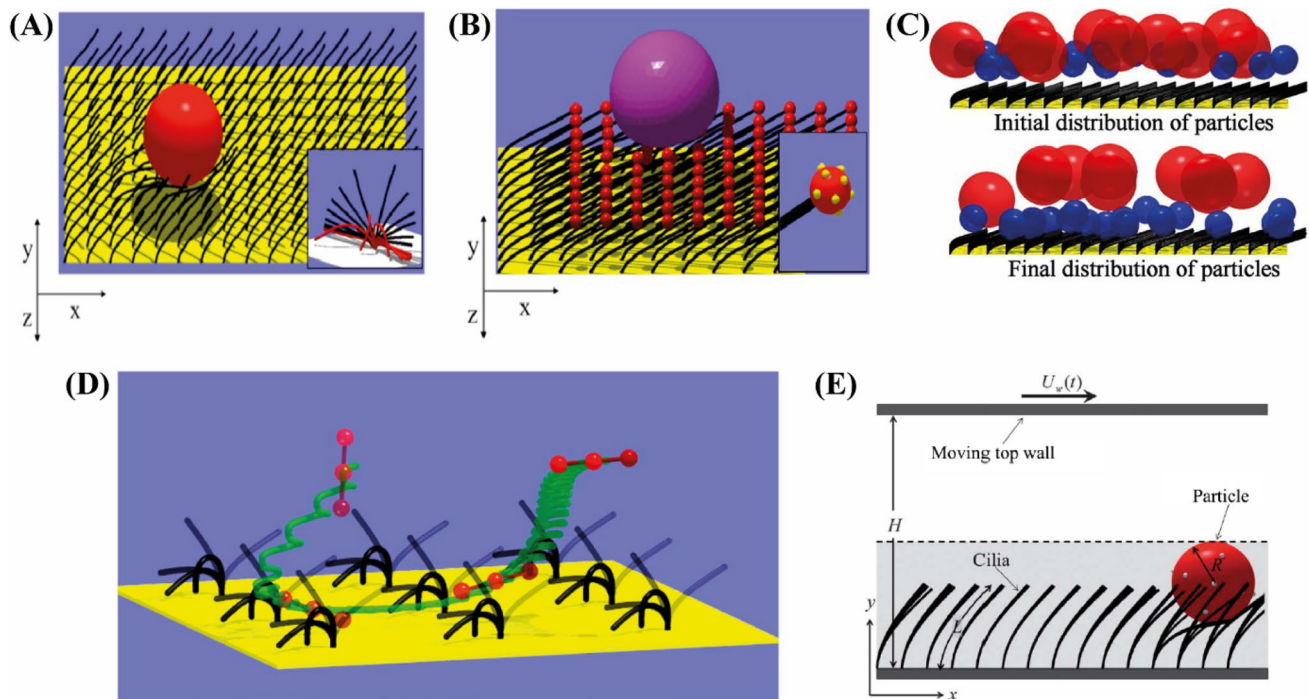 (A)
y
z
x
(B)
y
z
x
(C)
Initial distribution of particles
Final distribution of particles
(D)
(E)
U_w(t)
Moving top wall
Particle
H
Cilia
R
L
y
x